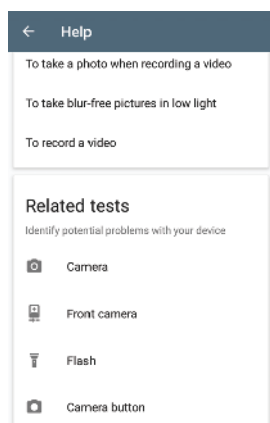 Help
To take a photo when recording a video
To take blur-free pictures in low light
To record a video
Related tests
Identify potential problems with your device
Camera
Front camera
Flash
Camera button